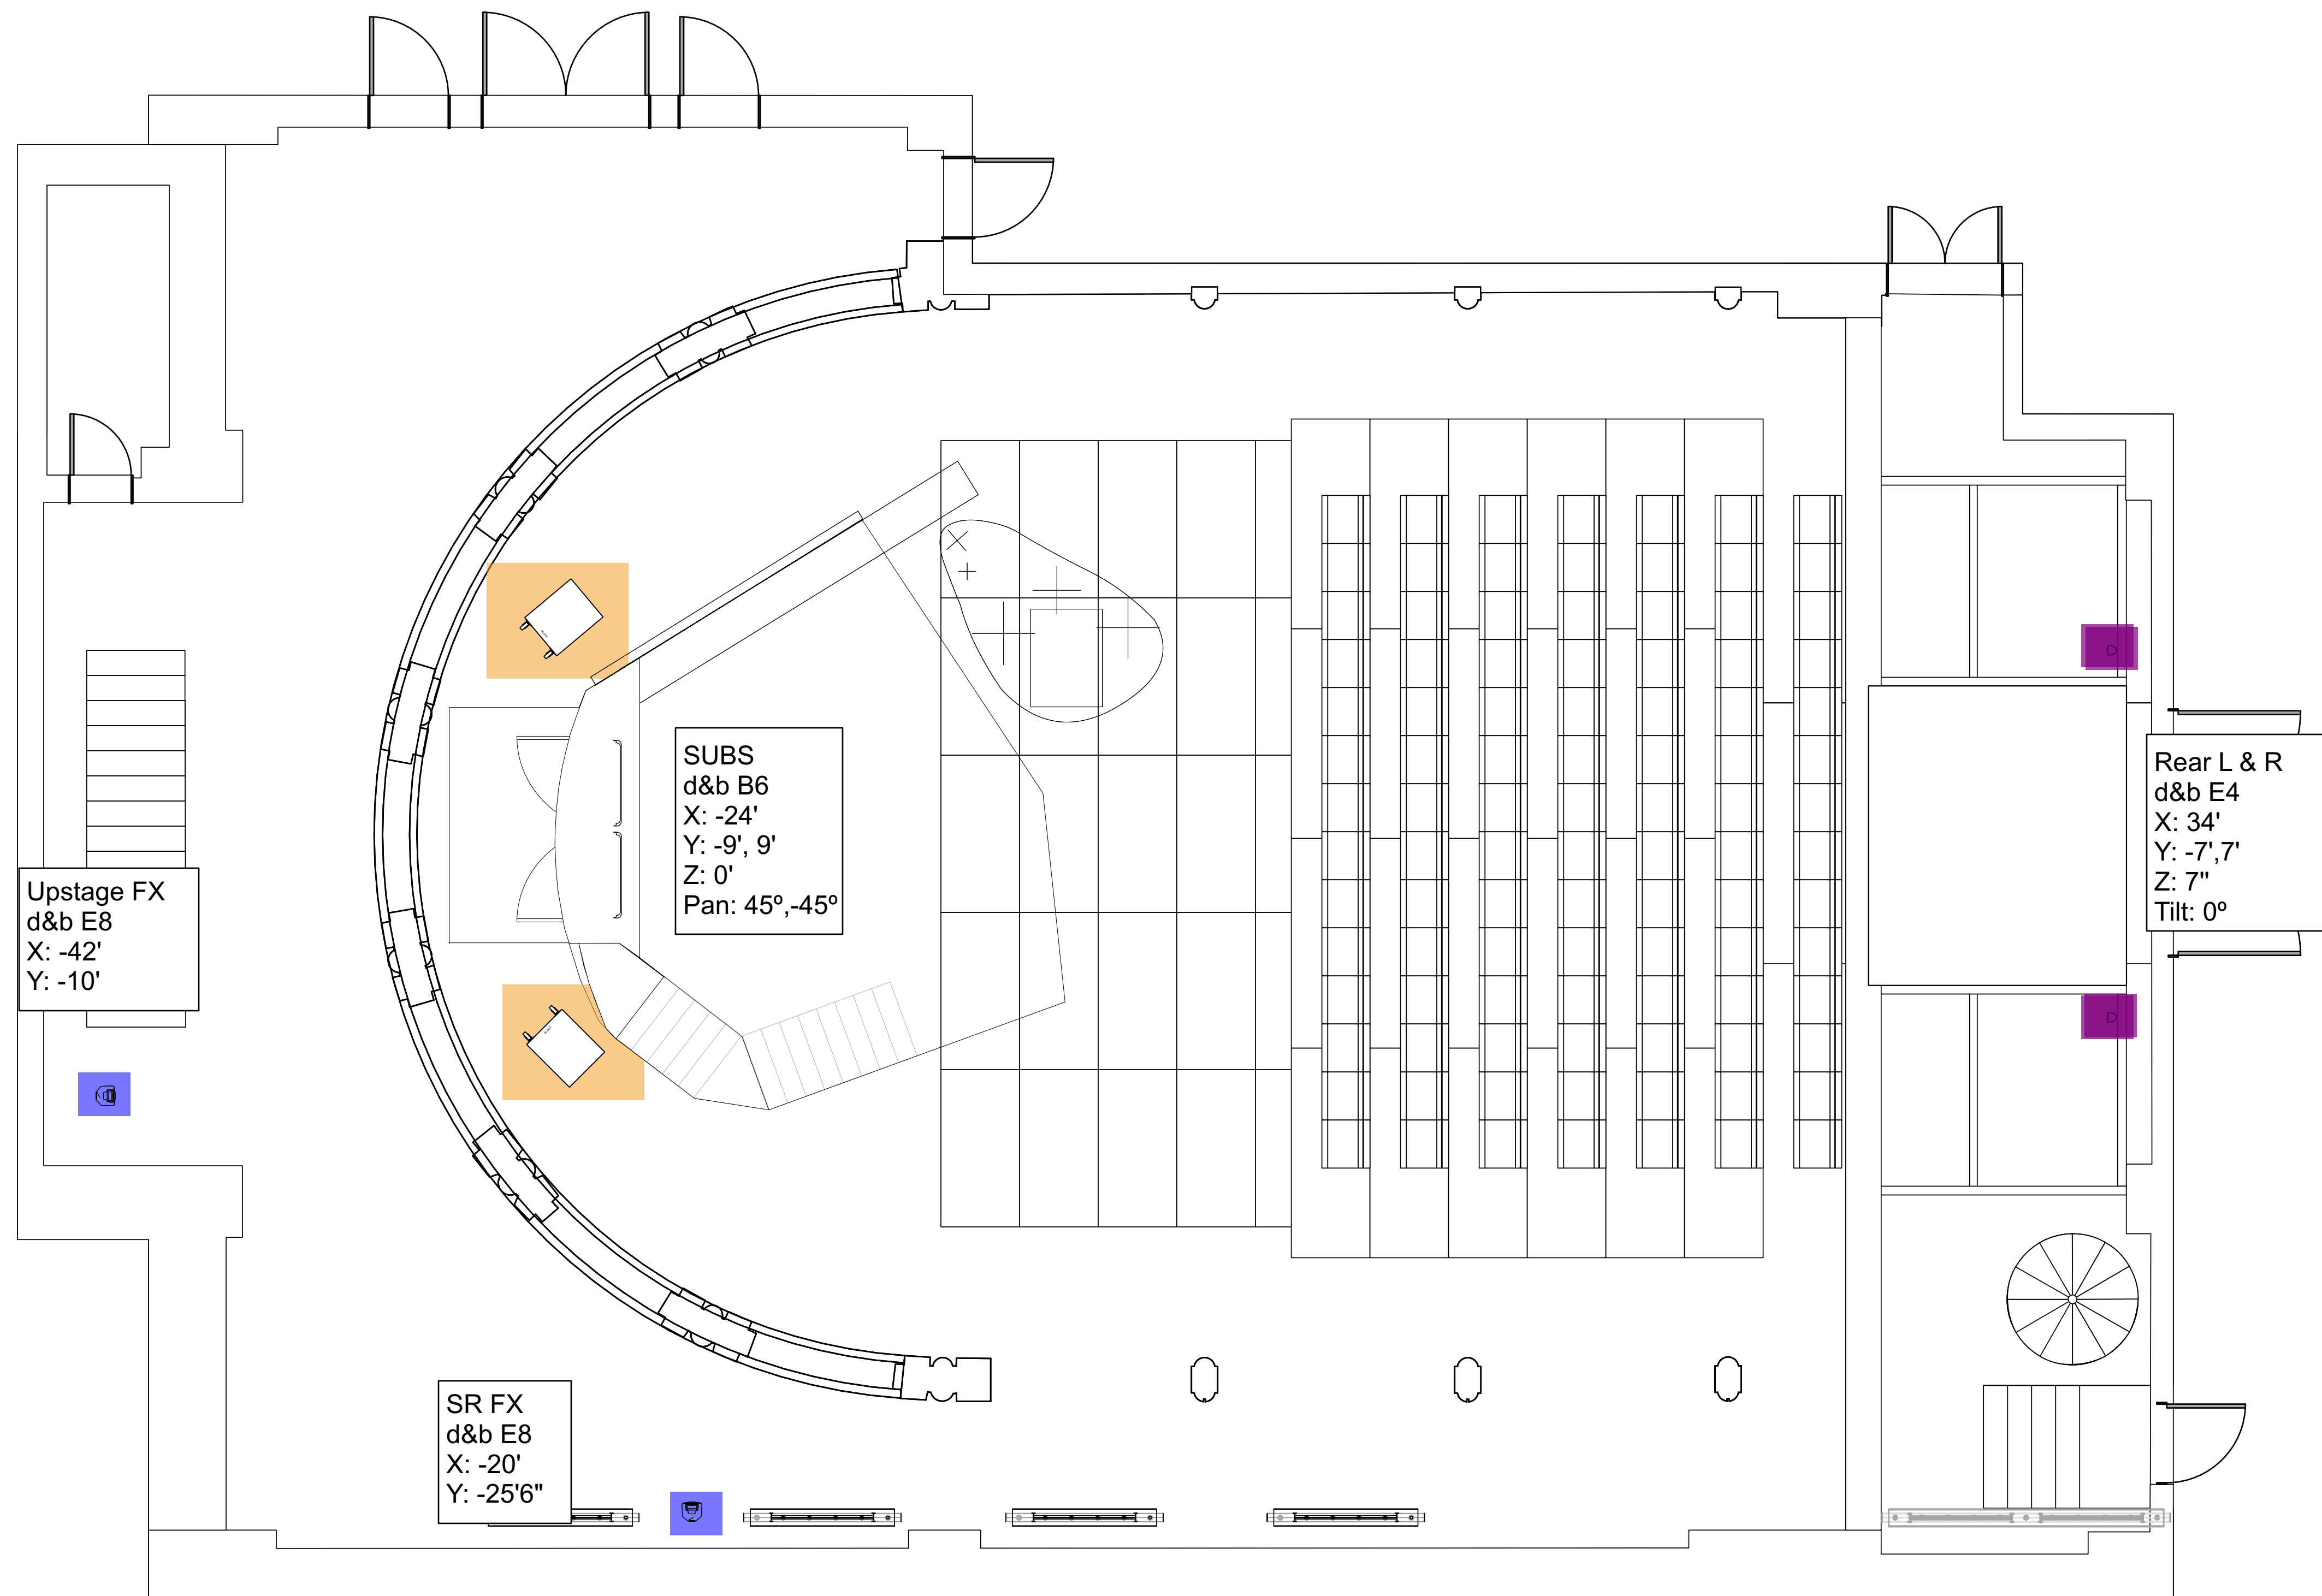 SUBS
d&b B6
X: -24'
Y: -9', 9'
Z: 0'
Pan: 45º,-45º
Rear L & R
d&b E4
X: 34'
Y: -7',7'
Z: 7"
Tilt: 0º
Upstage FX
d&b E8
X: -42'
Y: -10'
SR FX
d&b E8
X: -20'
Y: -25'6"